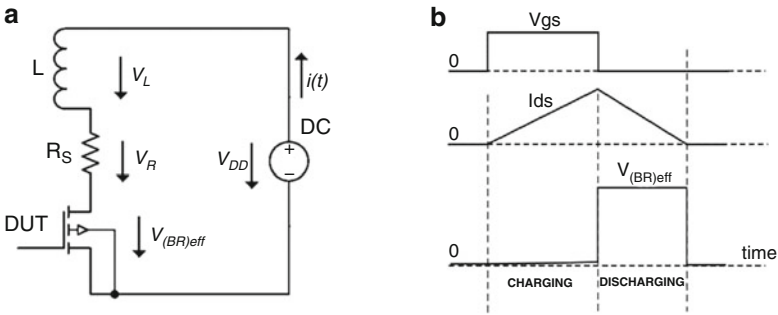 a
L
V_L
i(t)
DC
R_S
V_R
V_DD
+
−
DUT
V_(BR)eff
b
Vgs
0
Ids
0
V_(BR)eff
0
time
CHARGING
DISCHARGING